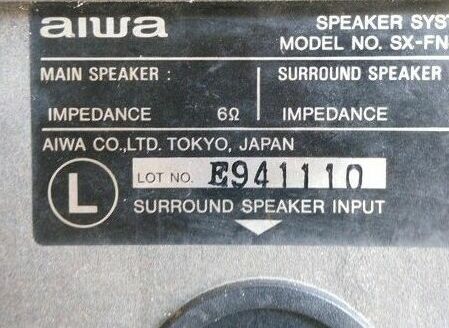 aiwa
SPEAKER SYS
MODEL NO. SX-FN
MAIN SPEAKER :
SURROUND SPEAKER
IMPEDANCE 6Ω
IMPEDANCE
AIWA CO.,LTD. TOKYO, JAPAN
L
LOT NO. E941110
SURROUND SPEAKER INPUT